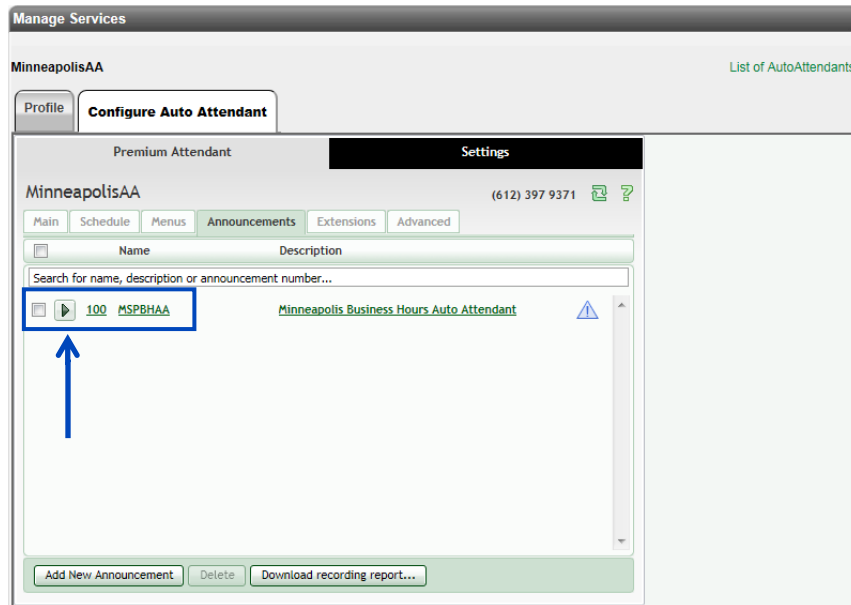 Manage Services
MinneapolisAA
List of AutoAttendants
Profile
Configure Auto Attendant
Premium Attendant
Settings
MinneapolisAA
(612) 397 9371
Main
Schedule
Menus
Announcements
Extensions
Advanced
Name
Description
Search for name, description or announcement number...
100 MSPBHAA
Minneapolis Business Hours Auto Attendant
Add New Announcement
Delete
Download recording report...